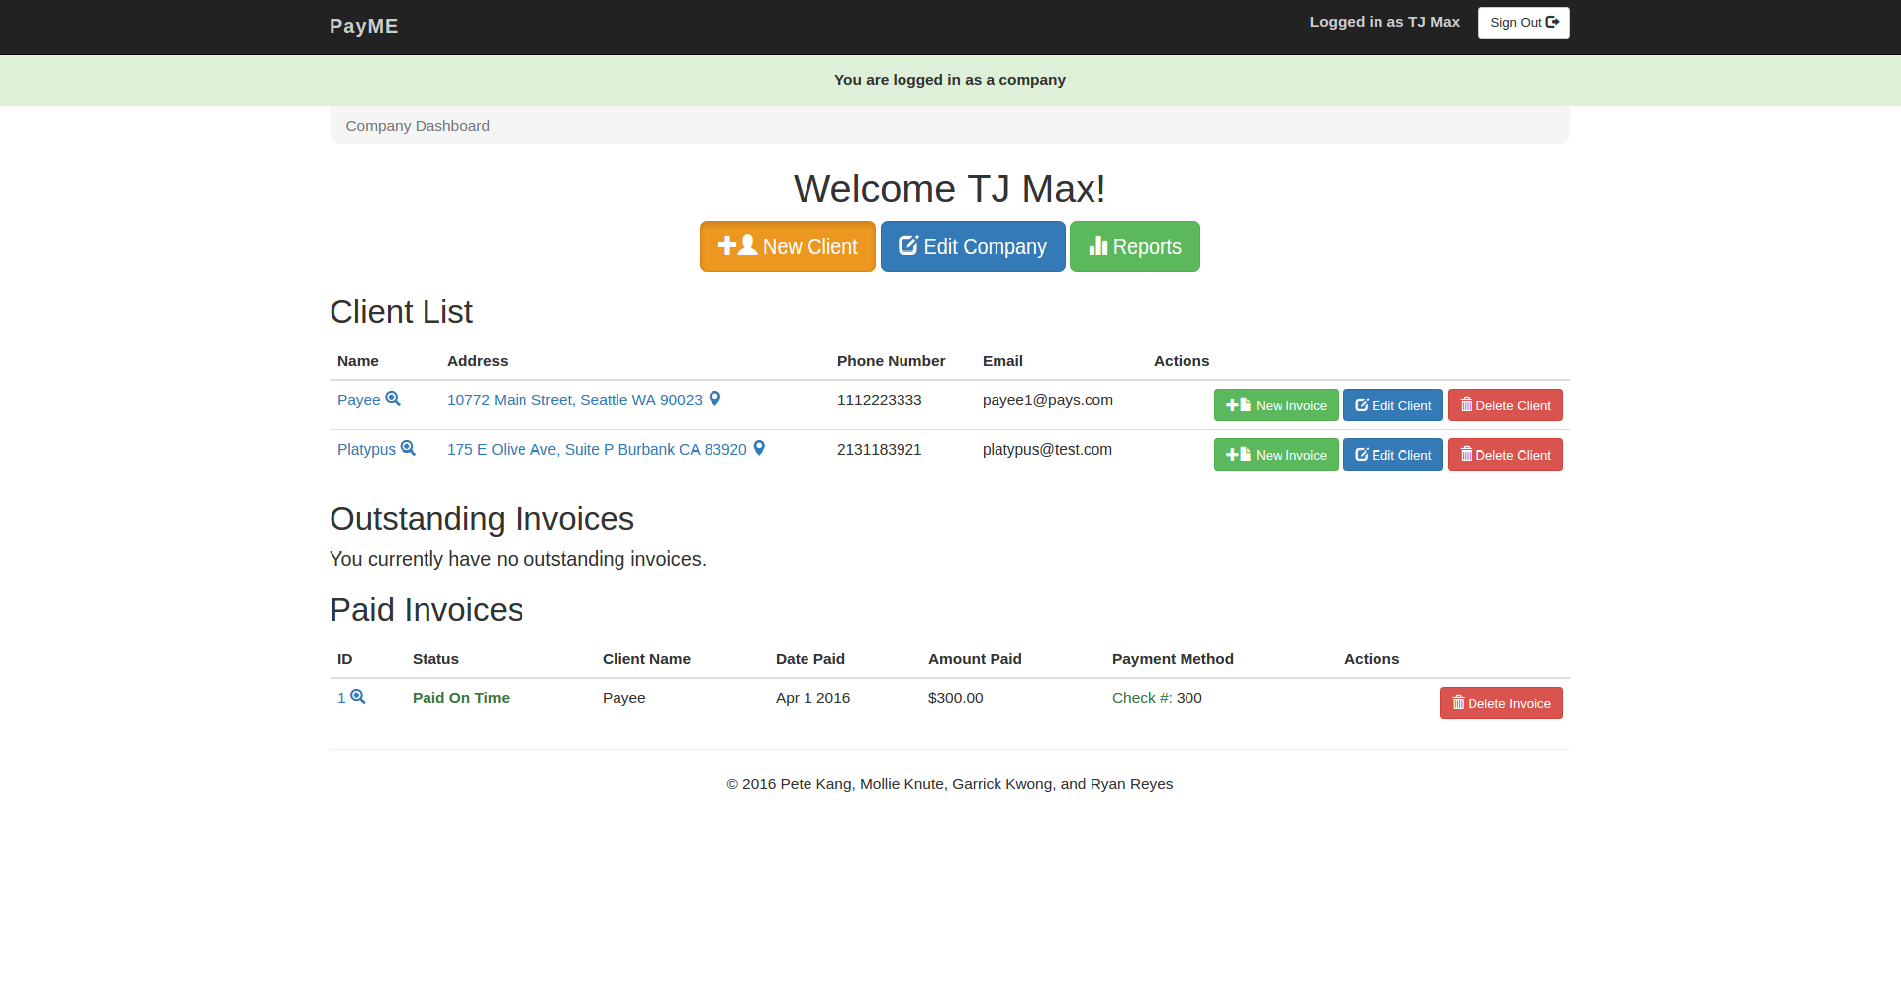 PayME
Logged in as TJ Max Sign Out
You are logged in as a company
Company Dashboard
Welcome TJ Max!
New Client Edit Company Reports
Client List
Name Address Phone Number Email Actions
Payee 10772 Main Street, Seattle WA 90023 1112223333 payee1@pays.com New Invoice Edit Client Delete Client
Platypus 175 E Olive Ave, Suite P Burbank CA 83920 2131183921 platypus@test.com New Invoice Edit Client Delete Client
Outstanding Invoices
You currently have no outstanding invoices.
Paid Invoices
ID Status Client Name Date Paid Amount Paid Payment Method Actions
1 Paid On Time Payee Apr 1 2016 $300.00 Check #: 300 Delete Invoice
© 2016 Pete Kang, Mollie Knute, Garrick Kwong, and Ryan Reyes